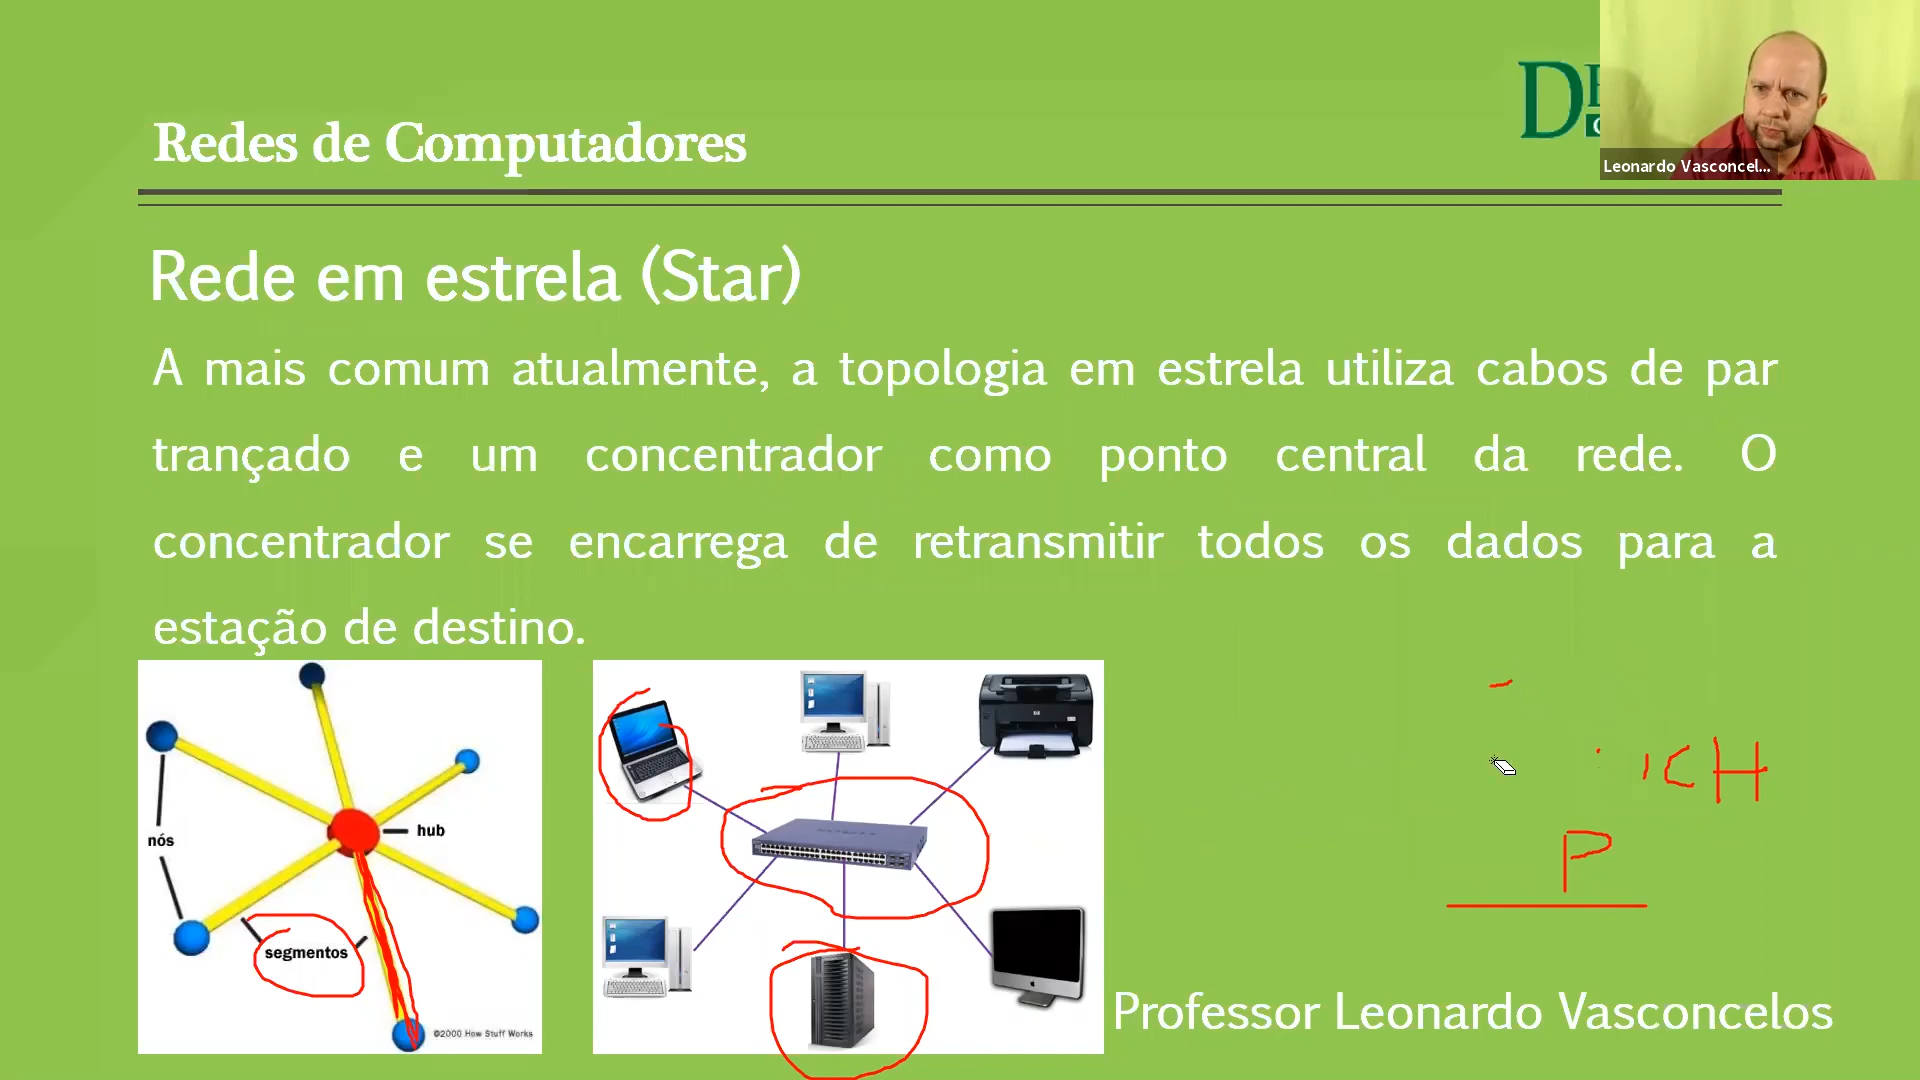 Redes de Computadores
Leonardo Vasconcel...
Rede em estrela (Star)
A mais comum atualmente, a topologia em estrela utiliza cabos de par
trançado e um concentrador como ponto central da rede. O
concentrador se encarrega de retransmitir todos os dados para a
estação de destino.
nós
hub
segmentos
©2000 How Stuff Works
ICH
P
Professor Leonardo Vasconcelos